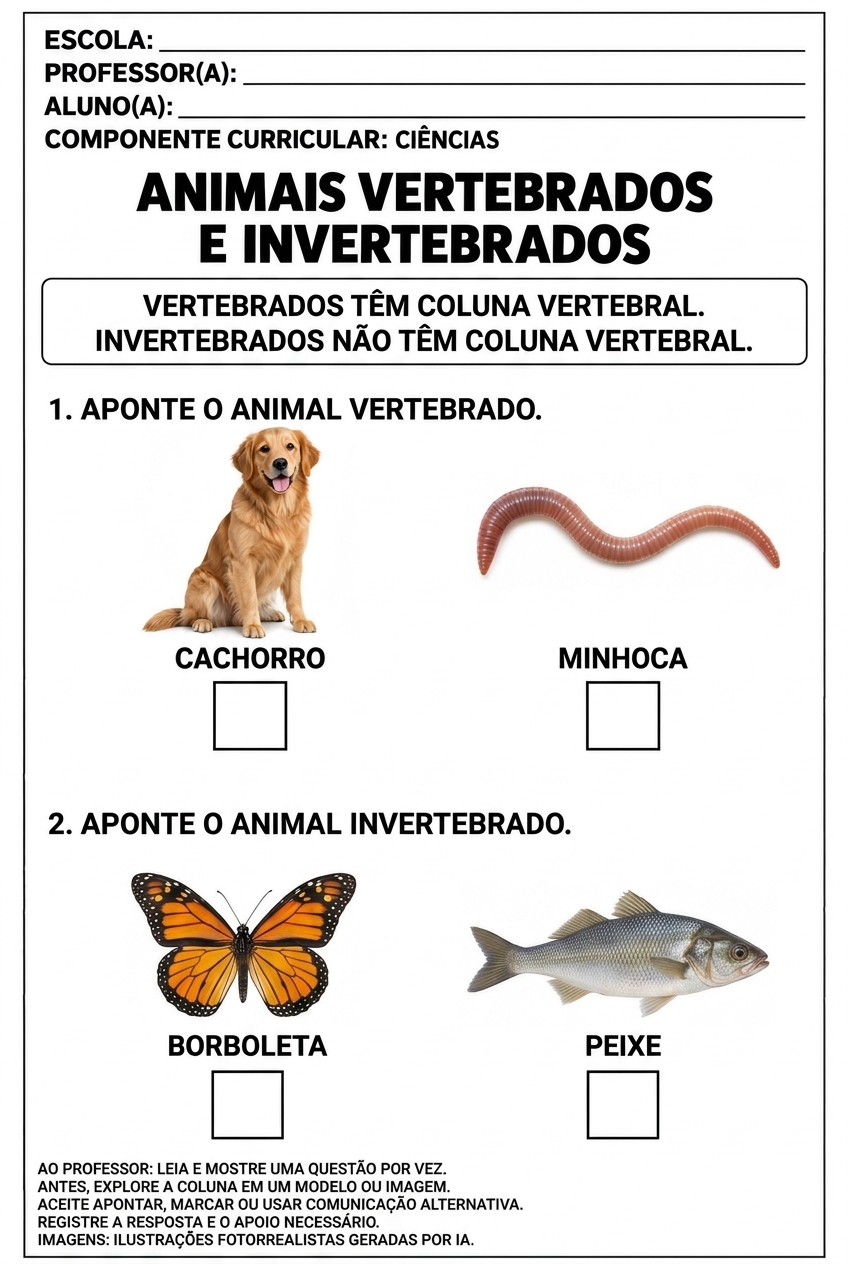 ESCOLA:
PROFESSOR(A):
ALUNO(A):
COMPONENTE CURRICULAR: CIÊNCIAS
ANIMAIS VERTEBRADOS
E INVERTEBRADOS
VERTEBRADOS TÊM COLUNA VERTEBRAL.
INVERTEBRADOS NÃO TÊM COLUNA VERTEBRAL.
1. APONTE O ANIMAL VERTEBRADO.
CACHORRO
MINHOCA
2. APONTE O ANIMAL INVERTEBRADO.
BORBOLETA
PEIXE
AO PROFESSOR: LEIA E MOSTRE UMA QUESTÃO POR VEZ.
ANTES, EXPLORE A COLUNA EM UM MODELO OU IMAGEM.
ACEITE APONTAR, MARCAR OU USAR COMUNICAÇÃO ALTERNATIVA.
REGISTRE A RESPOSTA E O APOIO NECESSÁRIO.
IMAGENS: ILUSTRAÇÕES FOTORREALISTAS GERADAS POR IA.